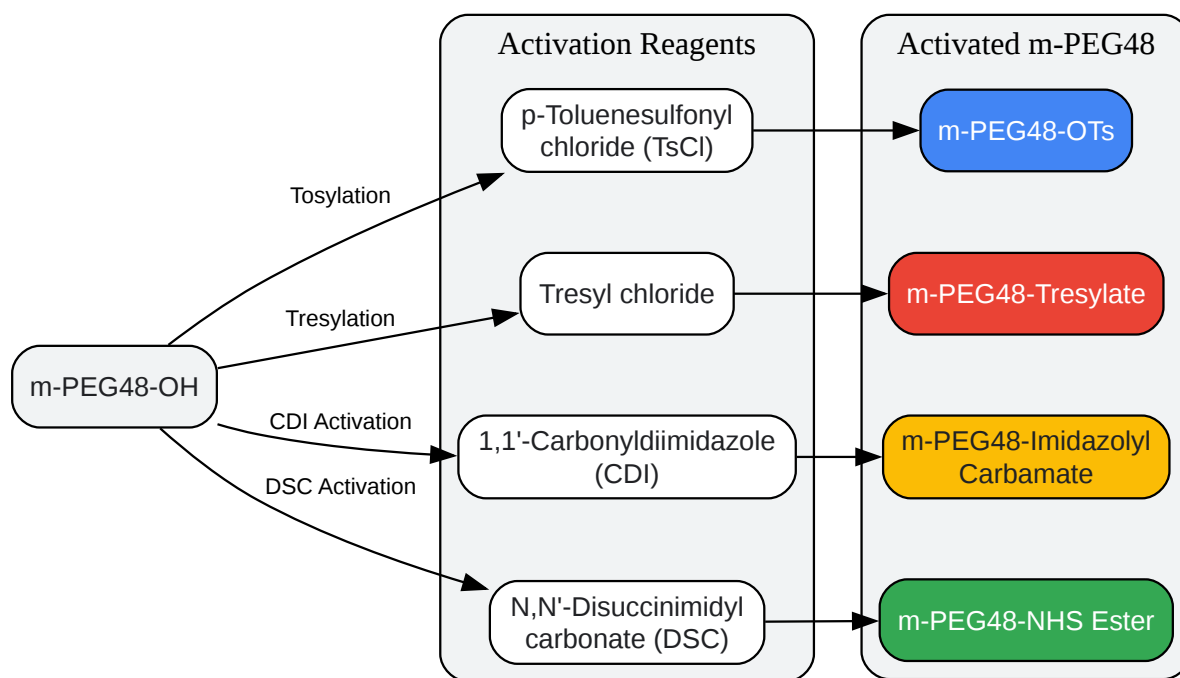 Activation Reagents
Activated m-PEG48
p-Toluenesulfonyl
chloride (TsCl)
m-PEG48-OTs
Tosylation
Tresyl chloride
m-PEG48-Tresylate
Tresylation
m-PEG48-OH
CDI Activation
1,1'-Carbonyldiimidazole
(CDI)
m-PEG48-Imidazolyl
Carbamate
DSC Activation
N,N'-Disuccinimidyl
carbonate (DSC)
m-PEG48-NHS Ester